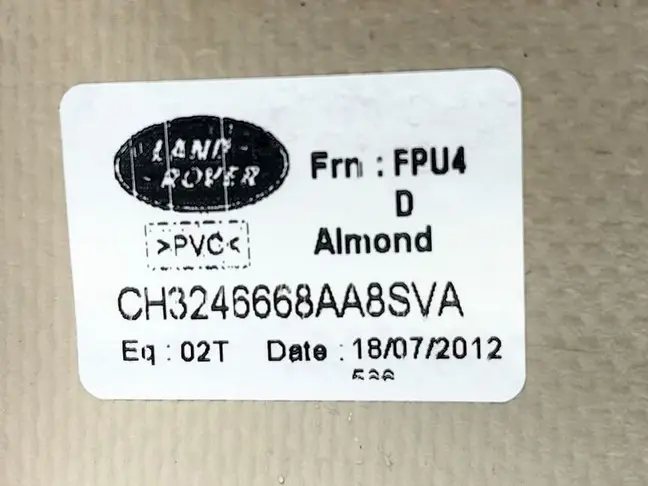 LAND-
-ROVER
Frn : FPU4
D
>PVC<
Almond
CH3246668AA8SVA
Eq : 02T Date : 18/07/2012